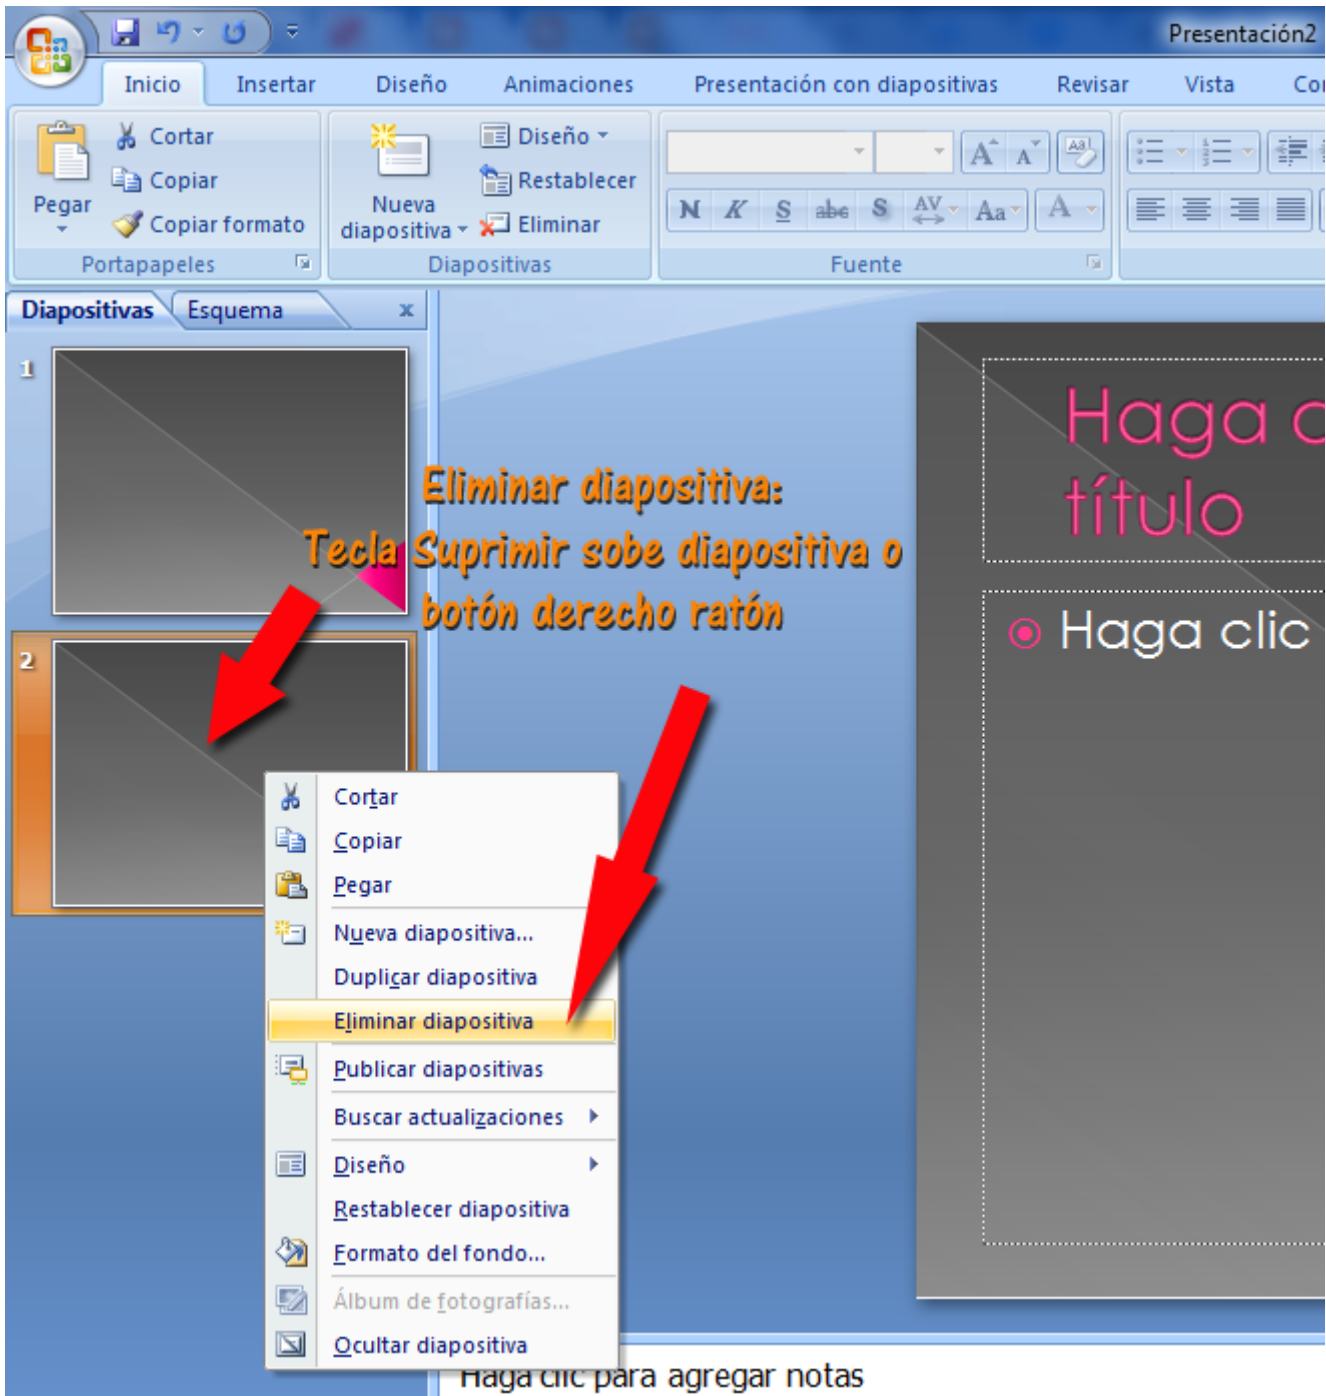 Presentación2
Inicio Insertar Diseño Animaciones Presentación con diapositivas Revisar Vista
Cortar
Copiar
Copiar formato
Pegar
Portapapeles
Nueva
diapositiva
Diseño
Restablecer
Eliminar
Diapositivas
N K S abc S AV Aa A
Fuente
Diapositivas Esquema x
1
2
Eliminar diapositiva:
Tecla Suprimir sobe diapositiva o
botón derecho ratón
Haga c
título
Haga clic
Cortar
Copiar
Pegar
Nueva diapositiva...
Duplicar diapositiva
Eliminar diapositiva
Publicar diapositivas
Buscar actualizaciones
Diseño
Restablecer diapositiva
Formato del fondo...
Álbum de fotografías...
Ocultar diapositiva
Haga clic para agregar notas